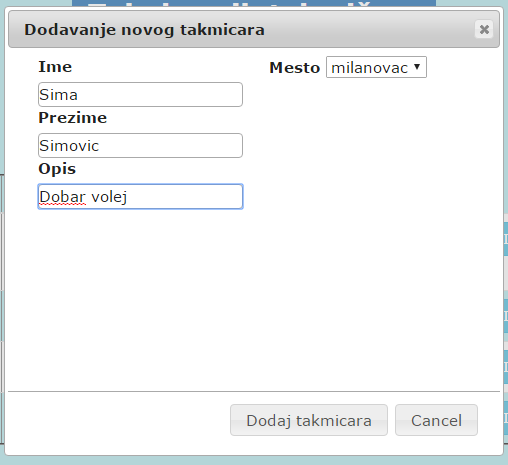 Dodavanje novog takmicara
Ime
Sima
Prezime
Simovic
Opis
Dobar volej
Mesto milanovac
Dodaj takmicara Cancel